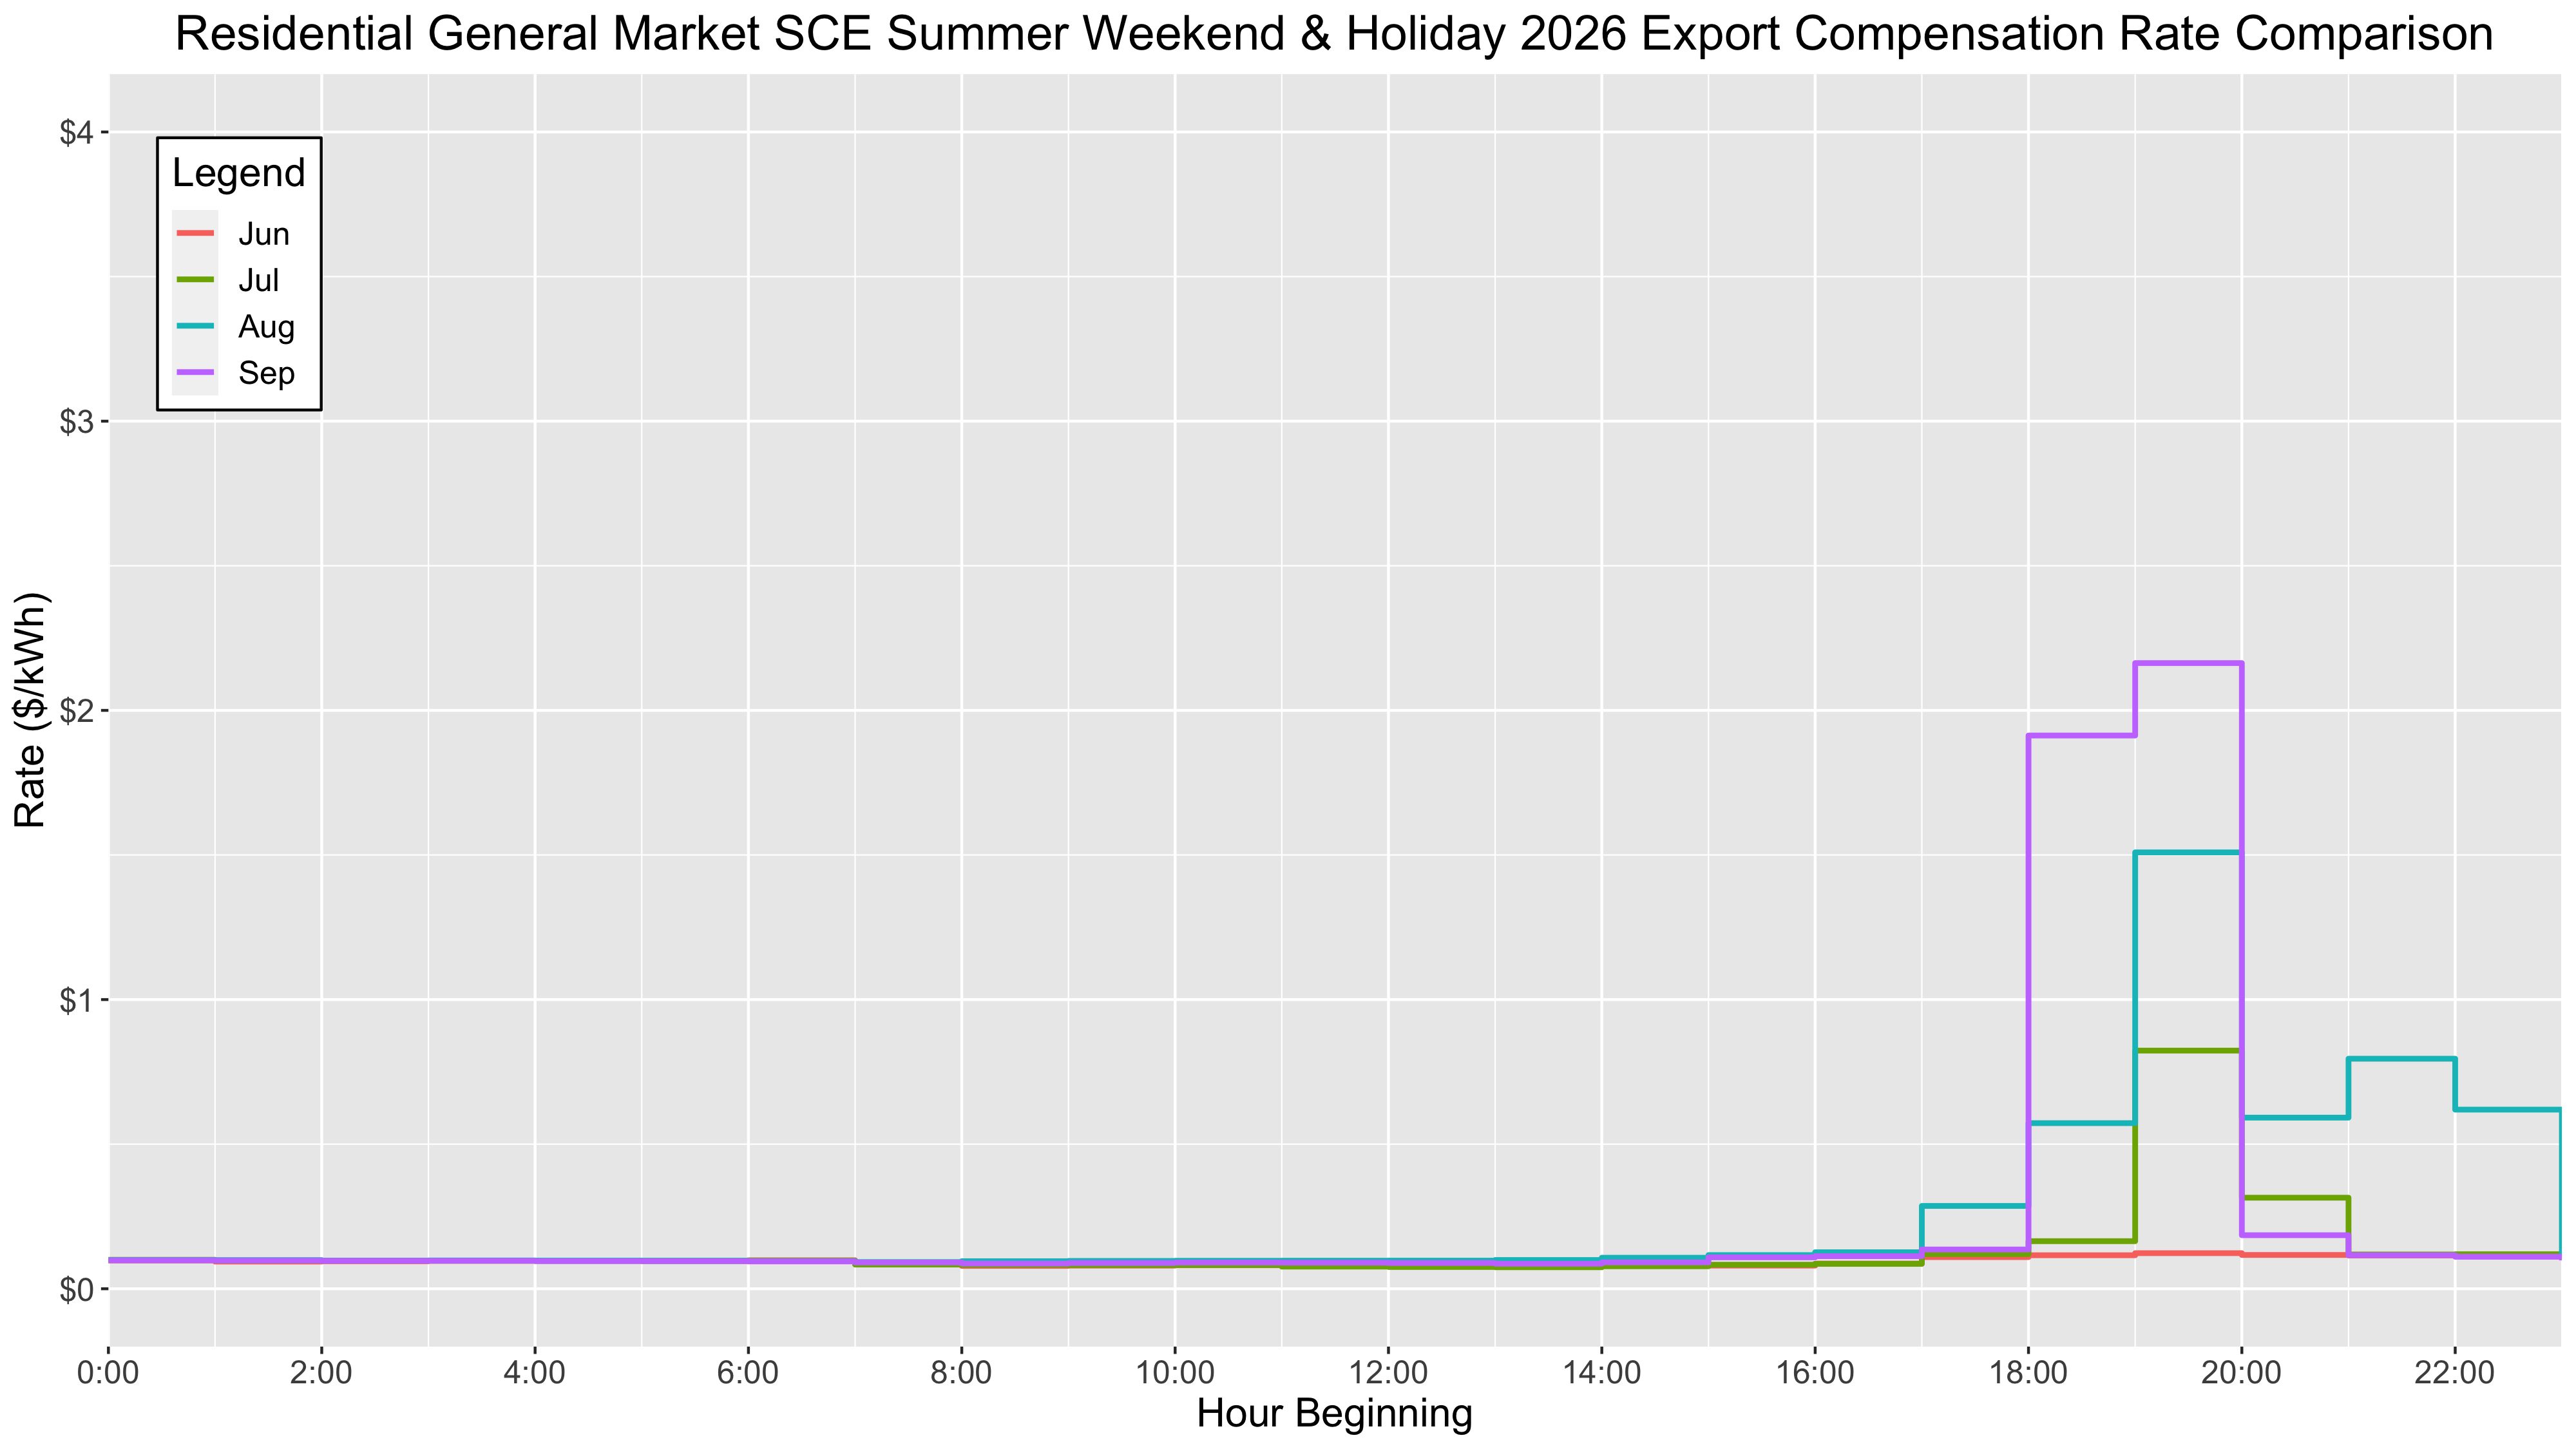 Residential General Market SCE Summer Weekend & Holiday 2026 Export Compensation Rate Comparison
$4
Legend
Jun
Jul
Aug
Sep
$3
Rate ($/kWh)
$2
$1
$0
0:00 2:00 4:00 6:00 8:00 10:00 12:00 14:00 16:00 18:00 20:00 22:00
Hour Beginning